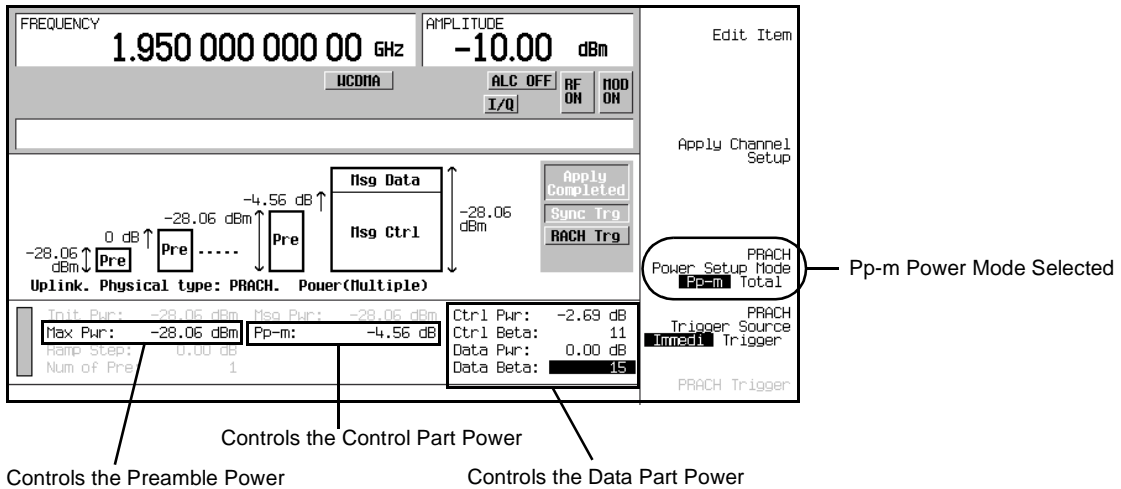 FREQUENCY
1.950 000 000 00 GHz
AMPLITUDE
-10.00 dBm
WCDMA
ALC OFF
I/Q
RF ON
MOD ON
Edit Item
Apply Channel
Setup
PRACH
Power Setup Mode
Pp-m Total
PRACH
Trigger Source
Immedi Trigger
PRACH Trigger
Pp-m Power Mode Selected
-28.06
dBm
Pre
0 dB
Pre
.....
-28.06 dBm
-4.56 dB
Pre
Msg Data
Msg Ctrl
-28.06
dBm
Apply
Completed
Sync Trg
RACH Trg
Uplink. Physical type: PRACH. Power(Multiple)
Init Pwr: -28.06 dBm Msg Pwr: -28.06 dBm
Max Pwr: -28.06 dBm Pp-m: -4.56 dB
Ramp Step: 0.00 dB
Num of Pre 1
Ctrl Pwr: -2.69 dB
Ctrl Beta: 11
Data Pwr: 0.00 dB
Data Beta: 15
Controls the Control Part Power
Controls the Preamble Power
Controls the Data Part Power